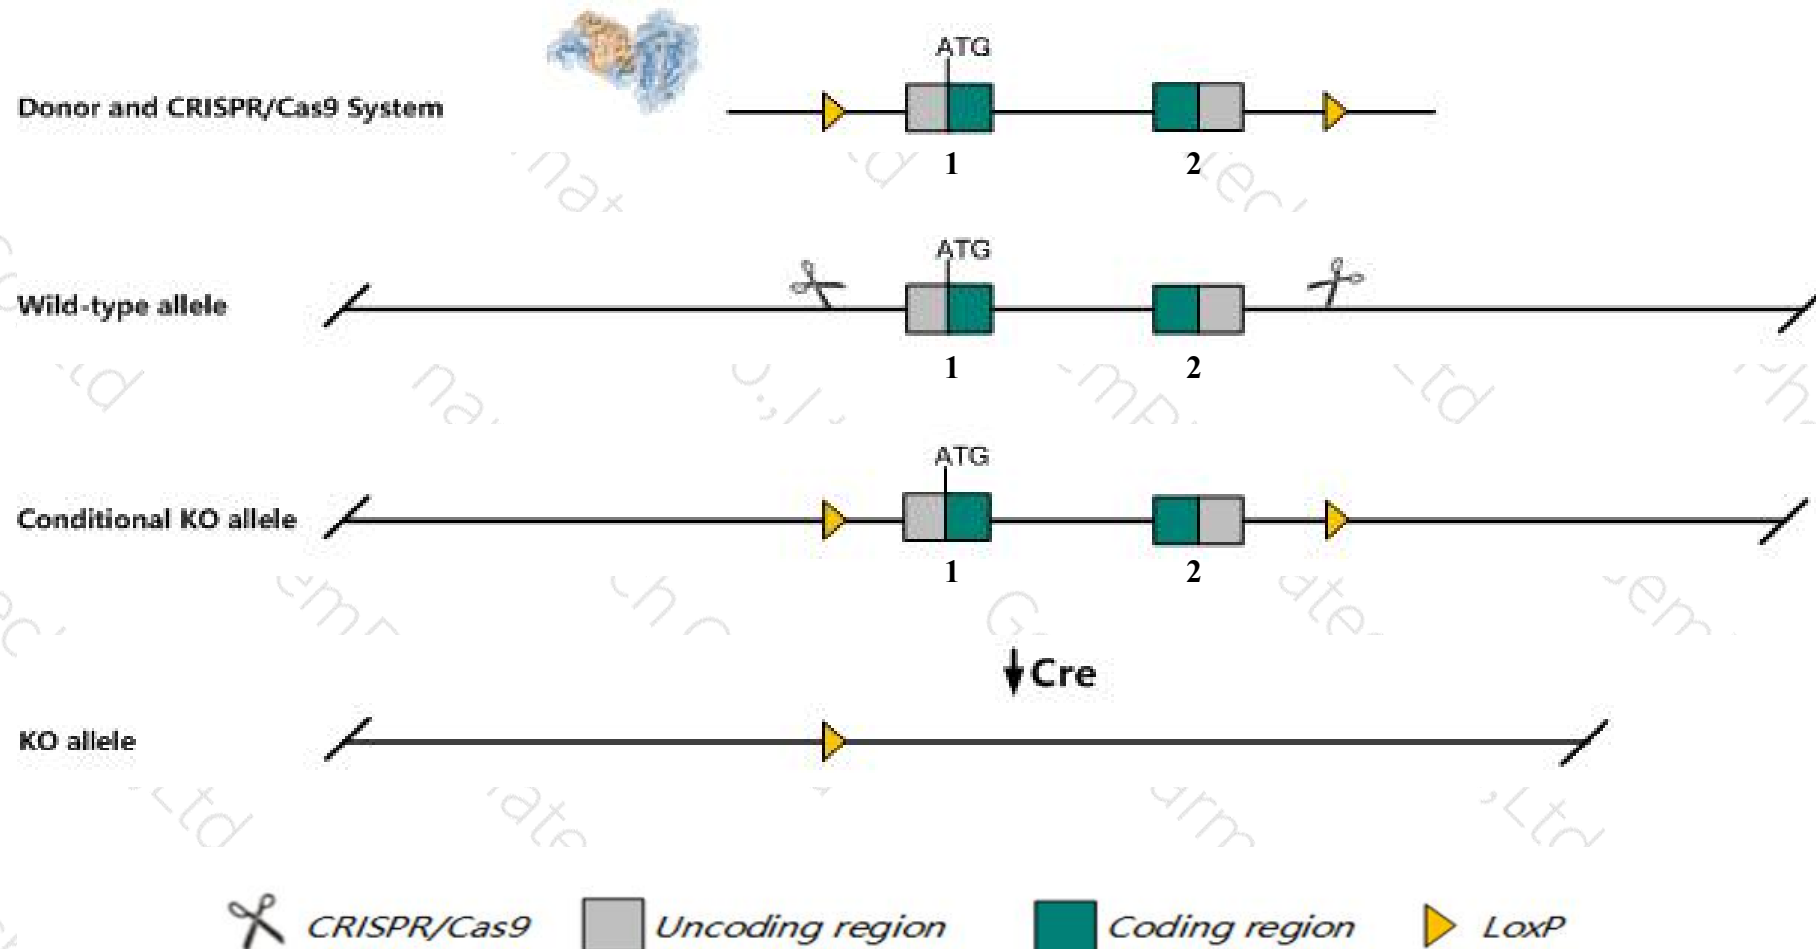 ATG
Donor and CRISPR/Cas9 System
1 2
ATG
Wild-type allele
1 2
ATG
Conditional KO allele
1 2
Cre
KO allele
CRISPR/Cas9 Uncoding region Coding region LoxP